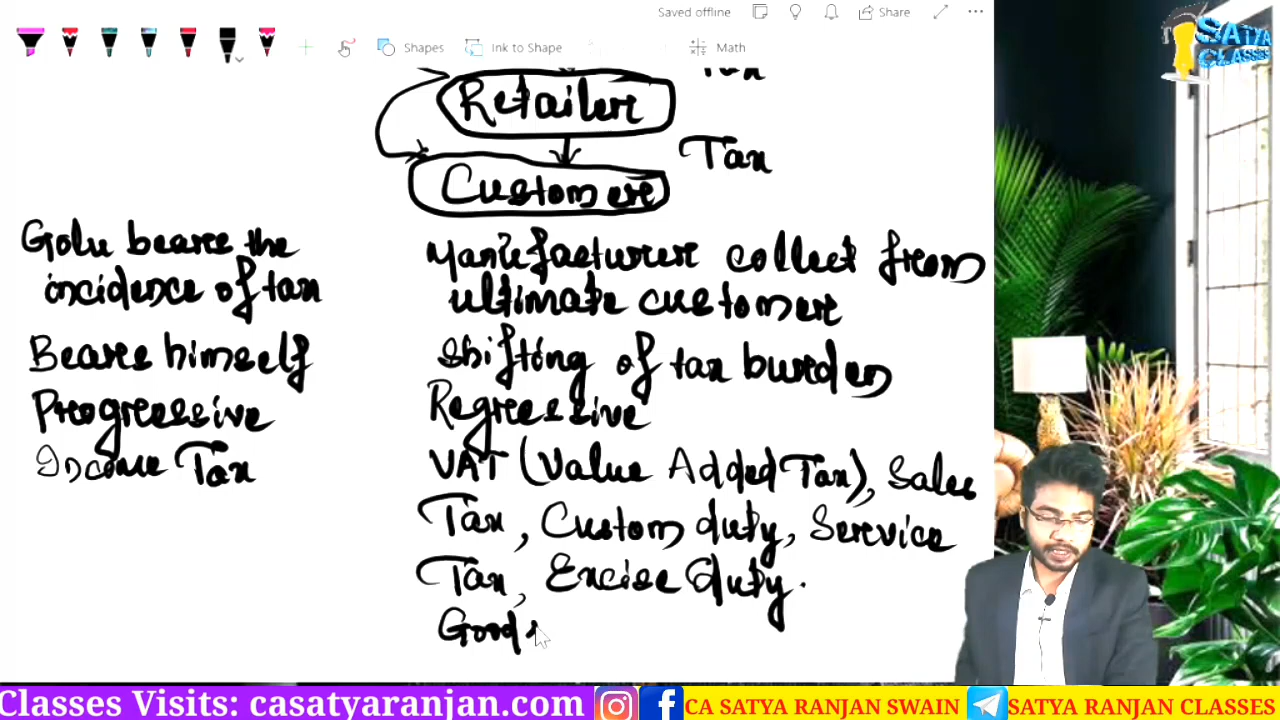 Saved offline
Share
Shapes
Ink to Shape
Math
SATYA
CLASSES
Tax
Retailer
Customer
Tax
Golu bears the
incidence of tax
Manufacturer collect from
ultimate customer
Bears himself
Shifting of tax burden
Progressive
Regressive
Income Tax
VAT (Value Added Tax), Sales
Tax, Custom duty, Service
Tax, Excise Duty.
Goods
Classes Visits: casatyaranjan.com
CA SATYA RANJAN SWAIN
SATYA RANJAN CLASSES